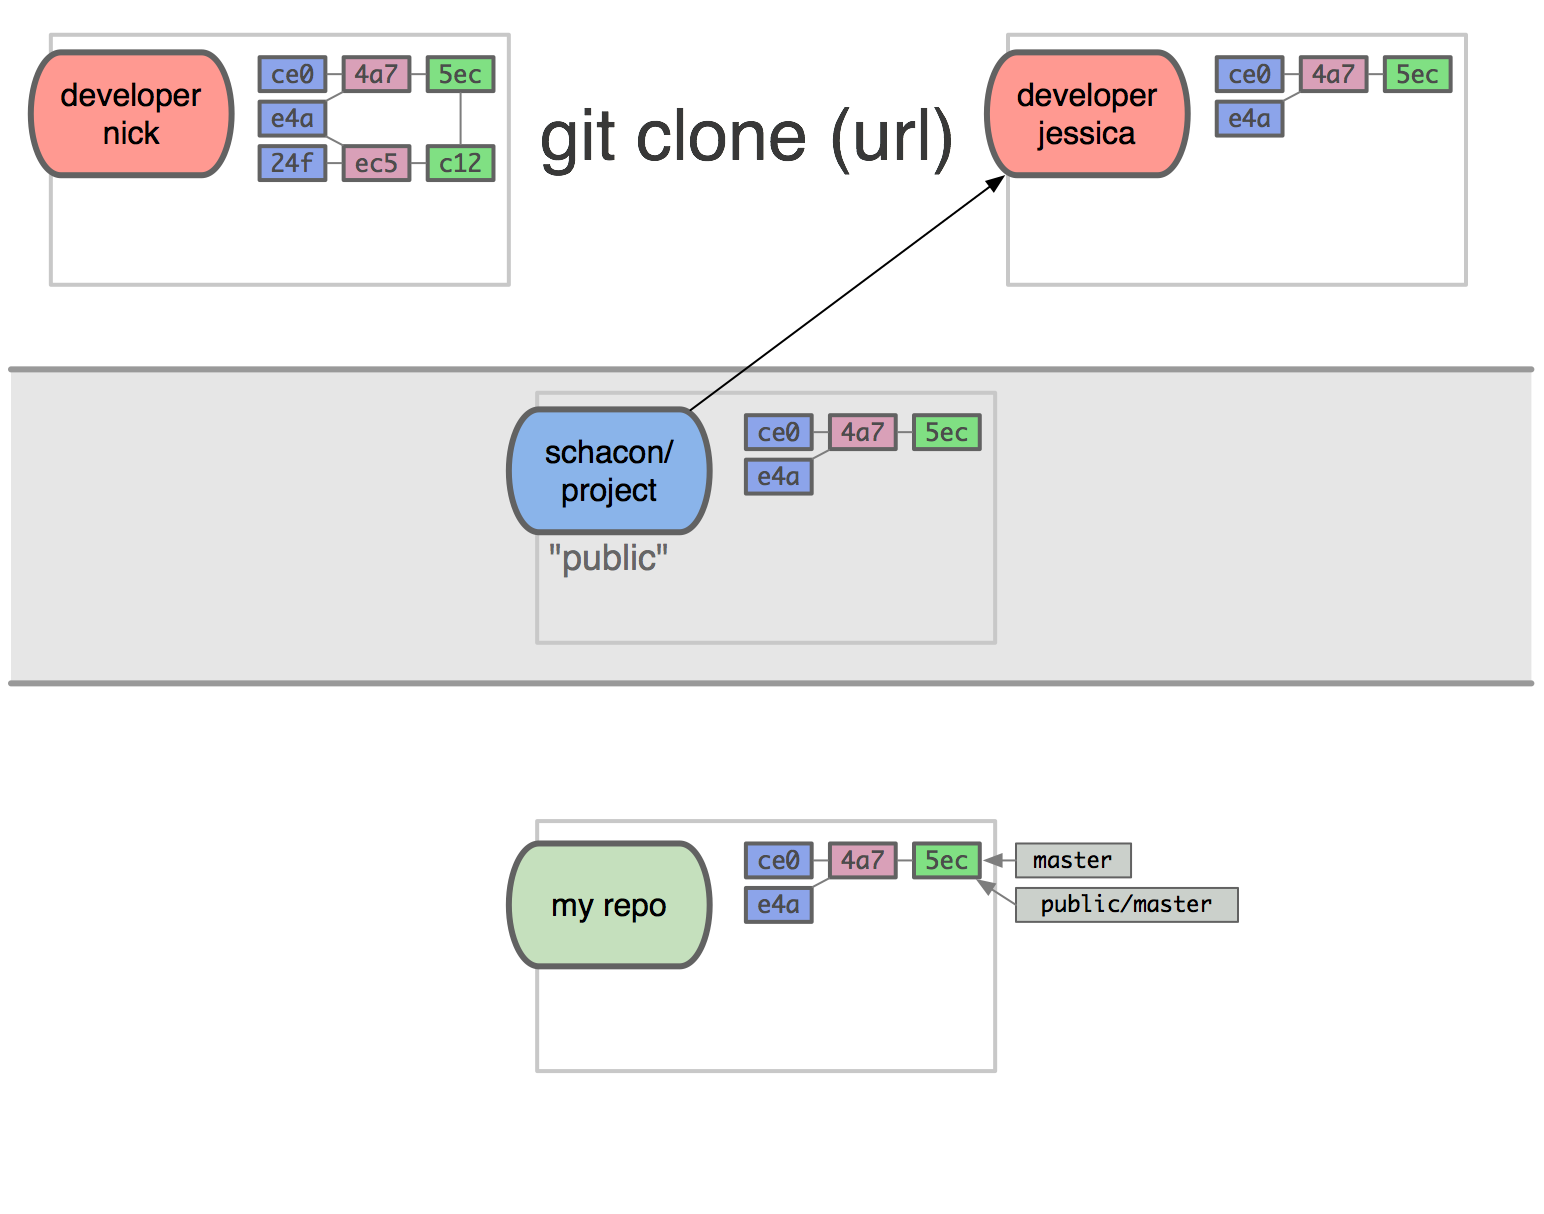 developer
nick
ce0
4a7
5ec
e4a
24f
ec5
c12
git clone (url)
developer
jessica
ce0
4a7
5ec
e4a
schacon/
project
"public"
ce0
4a7
5ec
e4a
my repo
ce0
4a7
5ec
e4a
master
public/master